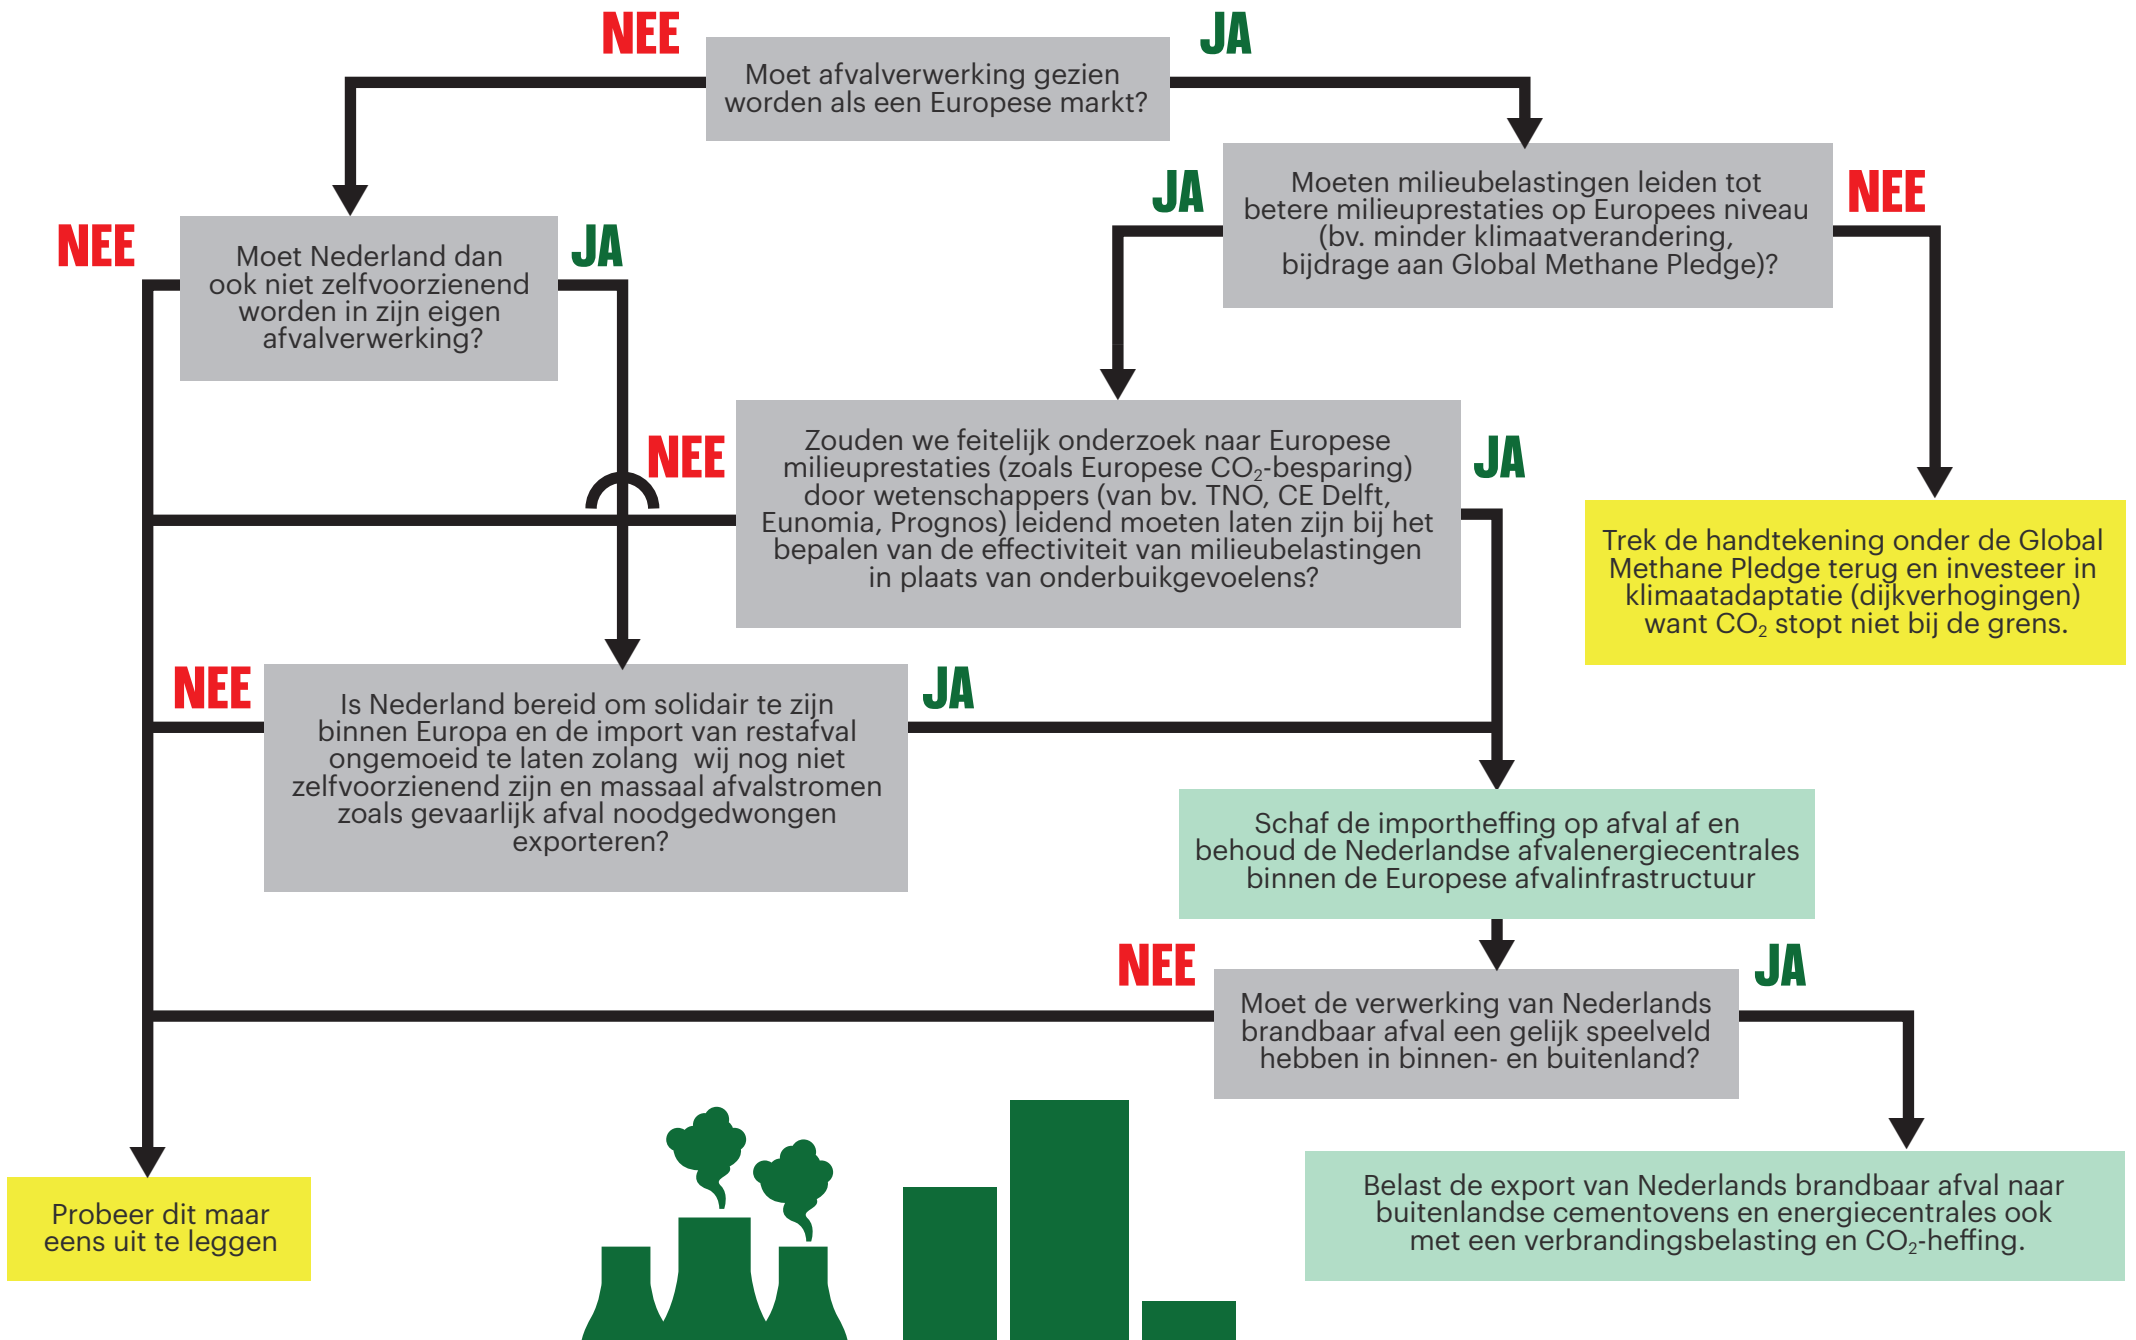 NEE
JA
Moet afvalverwerking gezien
worden als een Europese markt?
JA
Moeten milieubelastingen leiden tot
betere milieuprestaties op Europees niveau
(bv. minder klimaatverandering,
bijdrage aan Global Methane Pledge)?
NEE
NEE
Moet Nederland dan
ook niet zelfvoorzienend
worden in zijn eigen
afvalverwerking?
JA
NEE
Zouden we feitelijk onderzoek naar Europese
milieuprestaties (zoals Europese CO₂-besparing)
door wetenschappers (van bv. TNO, CE Delft,
Eunomia, Prognos) leidend moeten laten zijn bij het
bepalen van de effectiviteit van milieubelastingen
in plaats van onderbuikgevoelens?
JA
Trek de handtekening onder de Global
Methane Pledge terug en investeer in
klimaatadaptatie (dijkverhogingen)
want CO₂ stopt niet bij de grens.
NEE
Is Nederland bereid om solidair te zijn
binnen Europa en de import van restafval
ongemoeid te laten zolang  wij nog niet
zelfvoorzienend zijn en massaal afvalstromen
zoals gevaarlijk afval noodgedwongen
exporteren?
JA
Schaf de importheffing op afval af en
behoud de Nederlandse afvalenergiecentrales
binnen de Europese afvalinfrastructuur
NEE
Moet de verwerking van Nederlands
brandbaar afval een gelijk speelveld
hebben in binnen- en buitenland?
JA
Probeer dit maar
eens uit te leggen
Belast de export van Nederlands brandbaar afval naar
buitenlandse cementovens en energiecentrales ook
met een verbrandingsbelasting en CO₂-heffing.